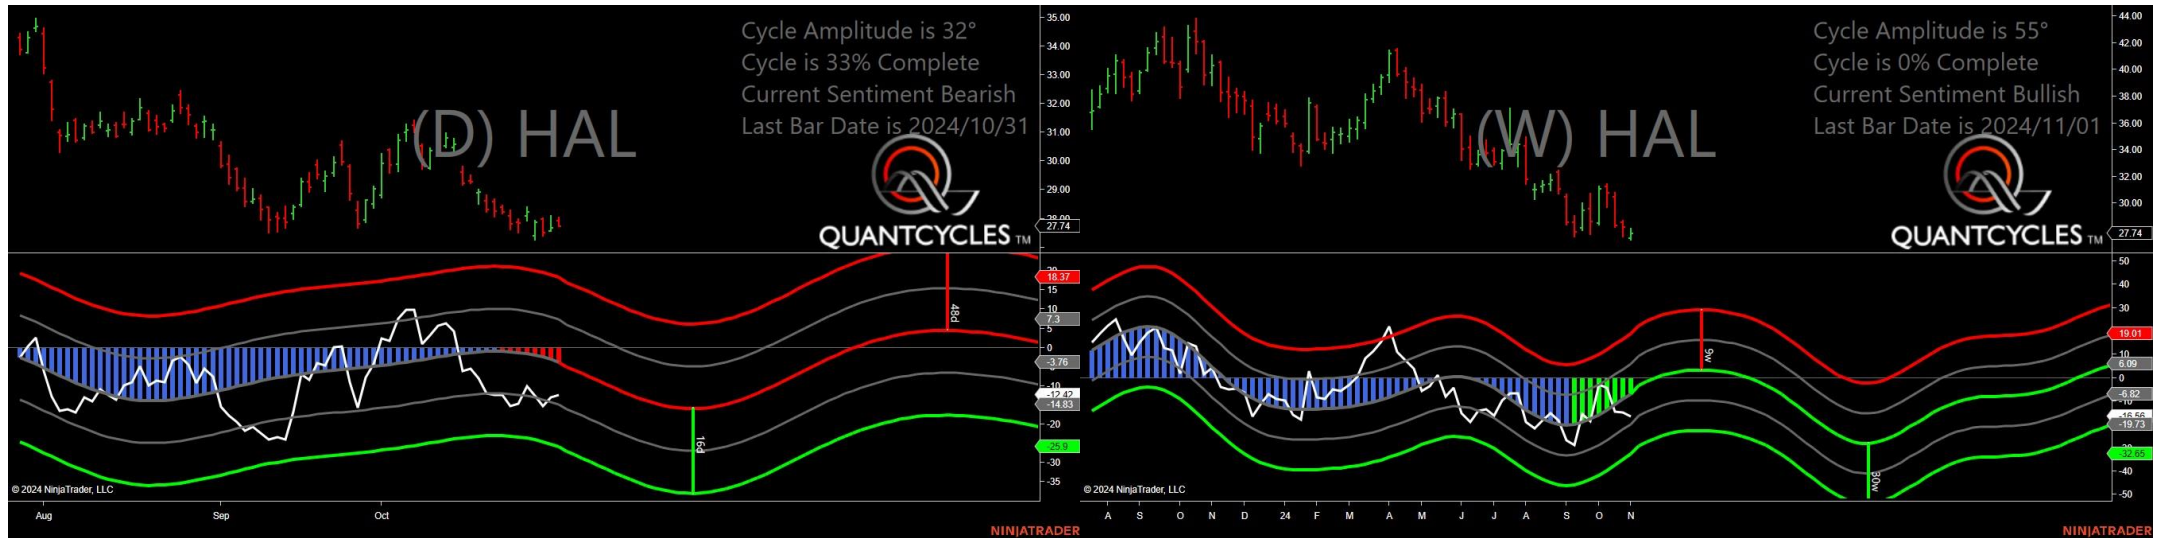 Cycle Amplitude is 32°
Cycle is 33% Complete
Current Sentiment Bearish
Last Bar Date is 2024/10/31
(D) HAL
QUANTCYCLES TM
35.00
34.00
33.00
32.00
31.00
30.00
29.00
28.00
27.74
20
18.37
15
10
7.3
5
0
-3.76
-10
-12.42
-14.83
-20
-25.9
-30
-35
48d
16d
© 2024 NinjaTrader, LLC
Aug Sep Oct
NINJATRADER
Cycle Amplitude is 55°
Cycle is 0% Complete
Current Sentiment Bullish
Last Bar Date is 2024/11/01
(W) HAL
QUANTCYCLES TM
44.00
42.00
40.00
38.00
36.00
34.00
32.00
30.00
27.74
50
40
30
19.01
10
6.09
0
-6.82
-10
-16.56
-19.73
-32.65
-40
-50
9w
30w
© 2024 NinjaTrader, LLC
A S O N D 24 F M A M J J A S O N
NINJATRADER